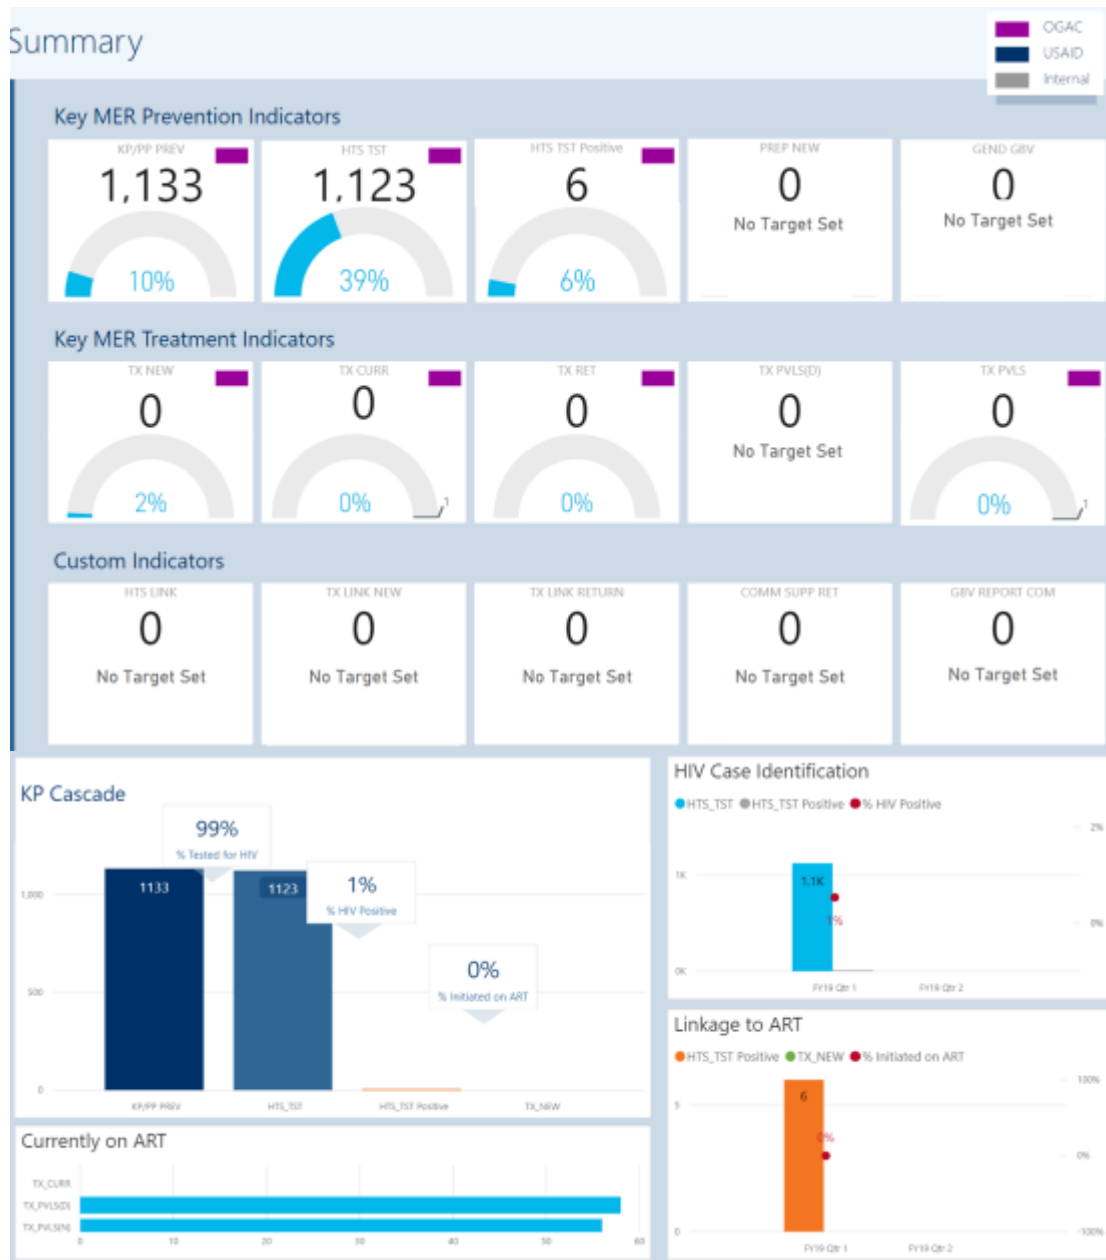 Summary
OGAC
USAID
Internal
Key MER Prevention Indicators
KP/PP PREV
HTS TST
HTS TST Positive
PREP NEW
GEND GBV
1,133
1,123
6
0
0
No Target Set
No Target Set
10%
39%
6%
Key MER Treatment Indicators
TX NEW
TX CURR
TX RET
TX PVLS(D)
TX PVLS
0
0
0
0
0
No Target Set
2%
0%
1
0%
0%
1
Custom Indicators
HTS LINK
TX LINK NEW
TX LINK RETURN
COMM SUPP RET
GBV REPORT COM
0
0
0
0
0
No Target Set
No Target Set
No Target Set
No Target Set
No Target Set
KP Cascade
99%
% Tested for HIV
1%
% HIV Positive
0%
% Initiated on ART
1133
1123
1,000
500
0
KP/PP PREV
HTS_TST
HTS_TST Positive
TX_NEW
HIV Case Identification
HTS_TST HTS_TST Positive % HIV Positive
2%
1K
1.1K
1%
0%
0K
FY19 Qtr 1
FY19 Qtr 2
Linkage to ART
HTS_TST Positive TX_NEW % Initiated on ART
100%
6
5
0%
0%
0
-100%
FY19 Qtr 1
FY19 Qtr 2
Currently on ART
TX_CURR
TX_PVLS(D)
TX_PVLS(N)
0
10
20
30
40
50
60